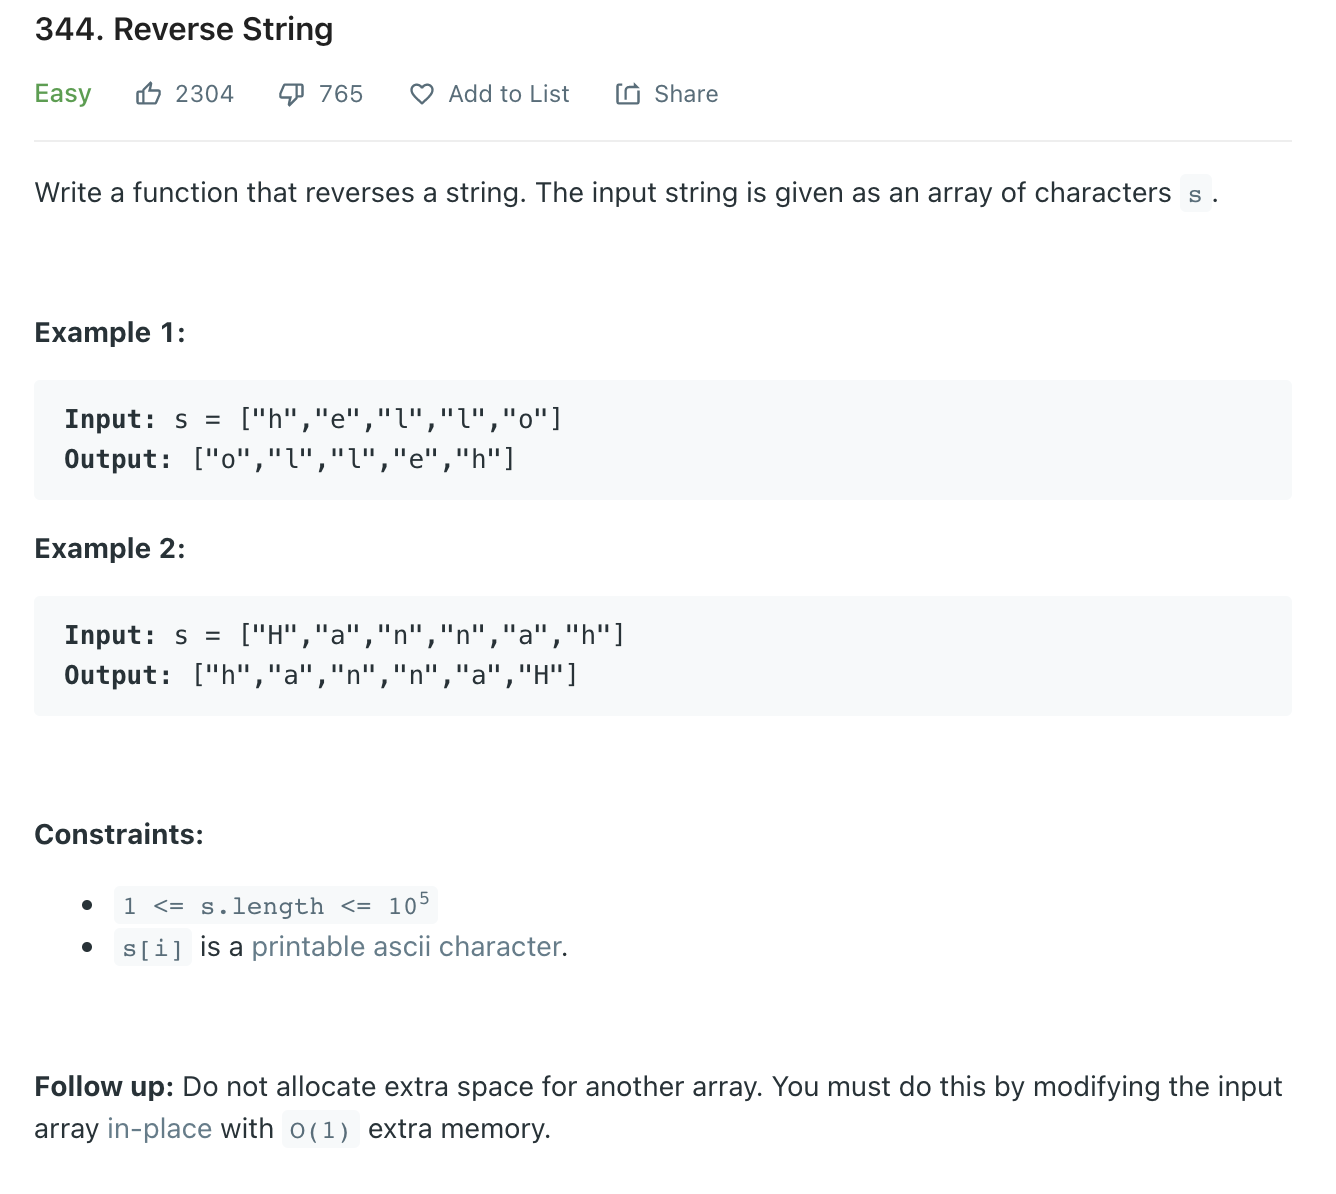 344. Reverse String
Easy 2304 765 Add to List Share
Write a function that reverses a string. The input string is given as an array of characters s .
Example 1:
Input: s = ["h","e","l","l","o"]
Output: ["o","l","l","e","h"]
Example 2:
Input: s = ["H","a","n","n","a","h"]
Output: ["h","a","n","n","a","H"]
Constraints:
• 1 <= s.length <= 10⁵
• s[i] is a printable ascii character.
Follow up: Do not allocate extra space for another array. You must do this by modifying the input
array in-place with O(1) extra memory.